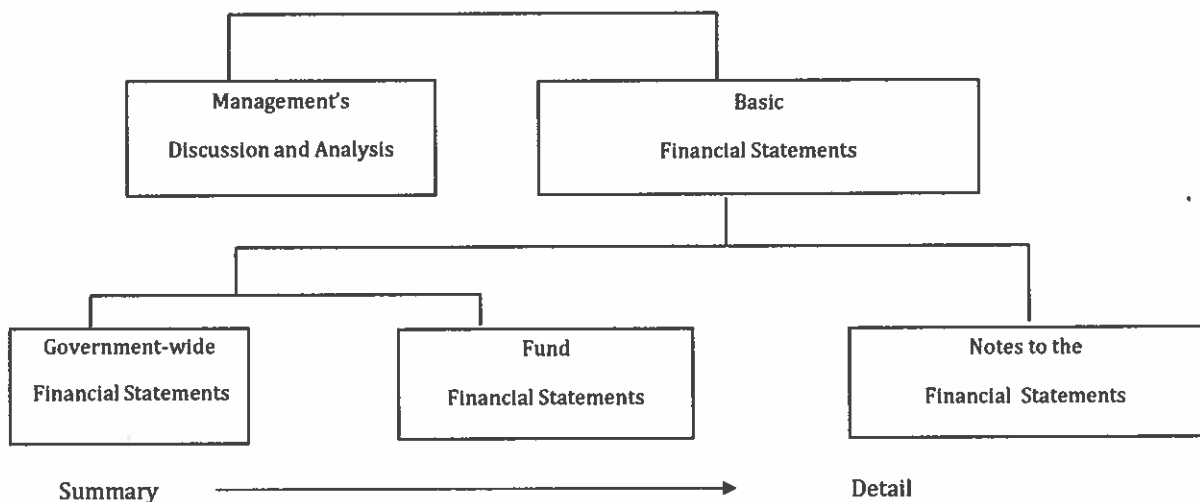 Management's
Discussion and Analysis
Basic
Financial Statements
Government-wide
Financial Statements
Fund
Financial Statements
Notes to the
Financial Statements
Summary
Detail